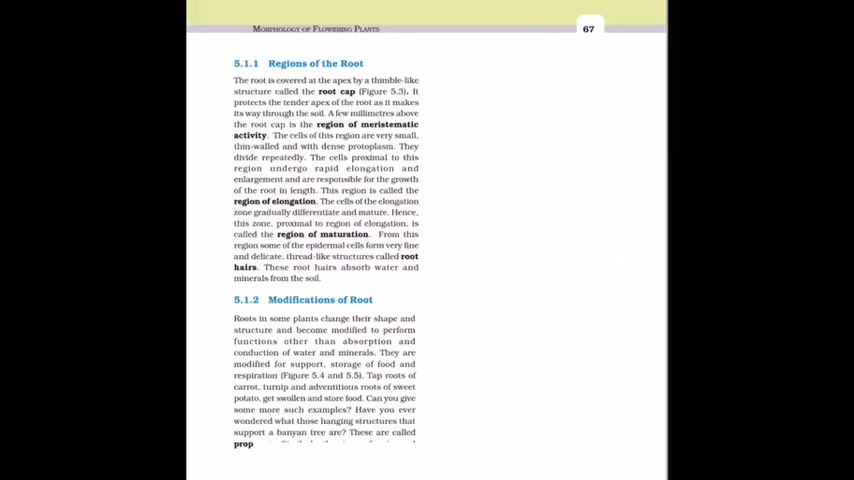 MORPHOLOGY OF FLOWERING PLANTS
67
5.1.1 Regions of the Root
The root is covered at the apex by a thimble-like
structure called the root cap (Figure 5.3). It
protects the tender apex of the root as it makes
its way through the soil. A few millimetres above
the root cap is the region of meristematic
activity. The cells of this region are very small,
thin-walled and with dense protoplasm. They
divide repeatedly. The cells proximal to this
region undergo rapid elongation and
enlargement and are responsible for the growth
of the root in length. This region is called the
region of elongation. The cells of the elongation
zone gradually differentiate and mature. Hence,
this zone, proximal to region of elongation, is
called the region of maturation. From this
region some of the epidermal cells form very fine
and delicate, thread-like structures called root
hairs. These root hairs absorb water and
minerals from the soil.
5.1.2 Modifications of Root
Roots in some plants change their shape and
structure and become modified to perform
functions other than absorption and
conduction of water and minerals. They are
modified for support, storage of food and
respiration (Figure 5.4 and 5.5). Tap roots of
carrot, turnip and adventitious roots of sweet
potato, get swollen and store food. Can you give
some more such examples? Have you ever
wondered what those hanging structures that
support a banyan tree are? These are called
prop